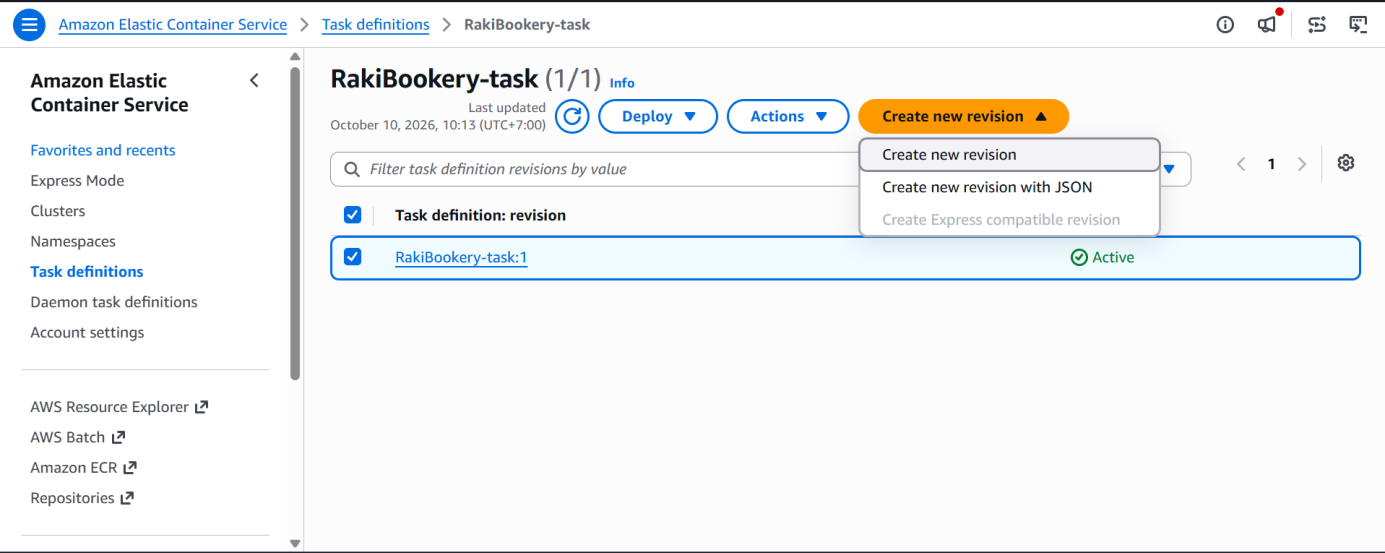 Amazon Elastic Container Service > Task definitions > RakiBookery-task
Amazon Elastic
Container Service
Favorites and recents
Express Mode
Clusters
Namespaces
Task definitions
Daemon task definitions
Account settings
AWS Resource Explorer
AWS Batch
Amazon ECR
Repositories
RakiBookery-task (1/1) Info
Last updated
October 10, 2026, 10:13 (UTC+7:00)
Deploy
Actions
Create new revision
Create new revision
Create new revision with JSON
Create Express compatible revision
Filter task definition revisions by value
1
Task definition: revision
RakiBookery-task:1
Active